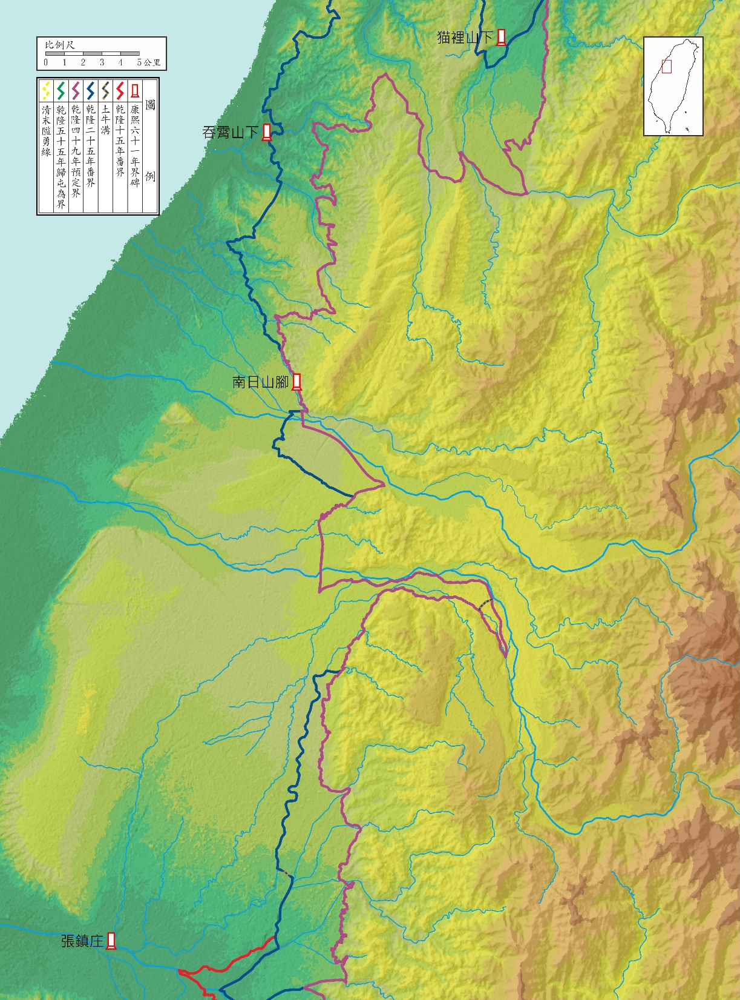 比例尺
0 1 2 3 4 5公里
圖例
康熙六十一年界碑
乾隆十五年番界
土牛溝
乾隆二十五年番界
乾隆四十九年預定界
乾隆五十五年歸屯為界
清末隘勇線
猫裡山下
吞霄山下
南日山腳
張鎮庄